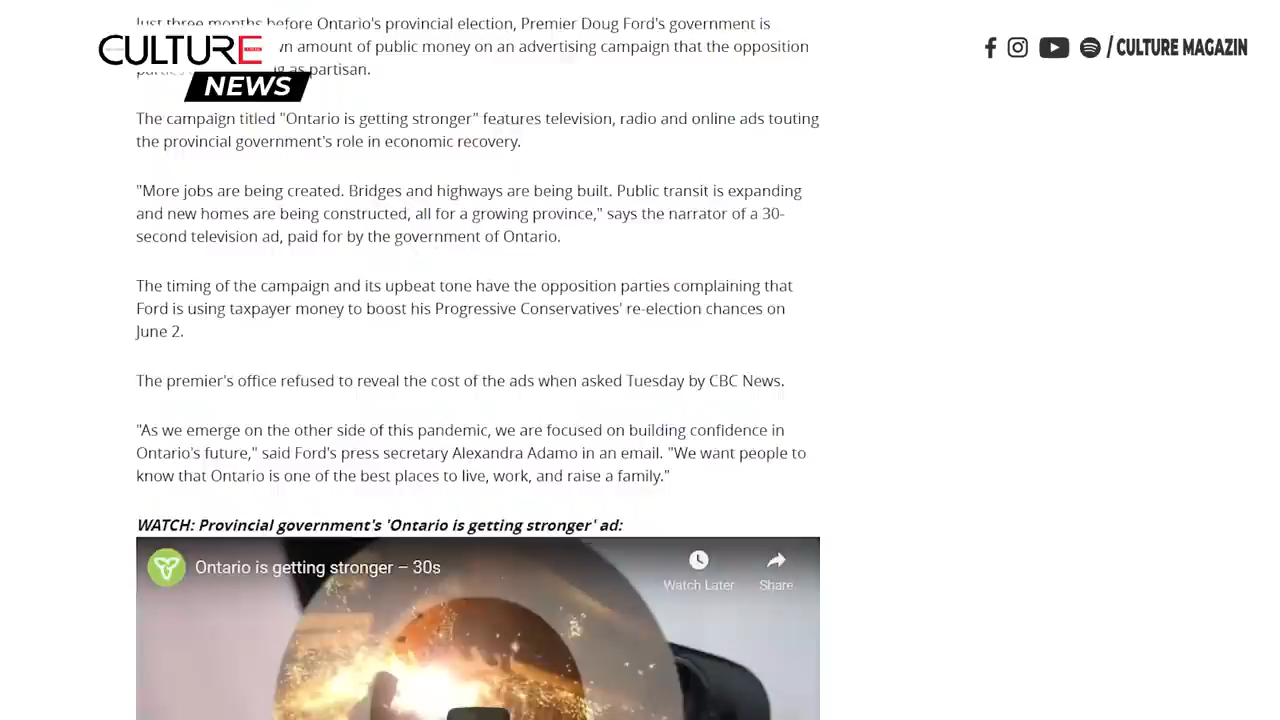 Just three months before Ontario's provincial election, Premier Doug Ford's government is
CULTURE
amount of public money on an advertising campaign that the opposition
as partisan.
NEWS
/ CULTURE MAGAZIN
The campaign titled "Ontario is getting stronger" features television, radio and online ads touting
the provincial government's role in economic recovery.
"More jobs are being created. Bridges and highways are being built. Public transit is expanding
and new homes are being constructed, all for a growing province," says the narrator of a 30-
second television ad, paid for by the government of Ontario.
The timing of the campaign and its upbeat tone have the opposition parties complaining that
Ford is using taxpayer money to boost his Progressive Conservatives' re-election chances on
June 2.
The premier's office refused to reveal the cost of the ads when asked Tuesday by CBC News.
"As we emerge on the other side of this pandemic, we are focused on building confidence in
Ontario's future," said Ford's press secretary Alexandra Adamo in an email. "We want people to
know that Ontario is one of the best places to live, work, and raise a family."
WATCH: Provincial government's 'Ontario is getting stronger' ad:
Ontario is getting stronger – 30s
Watch Later
Share